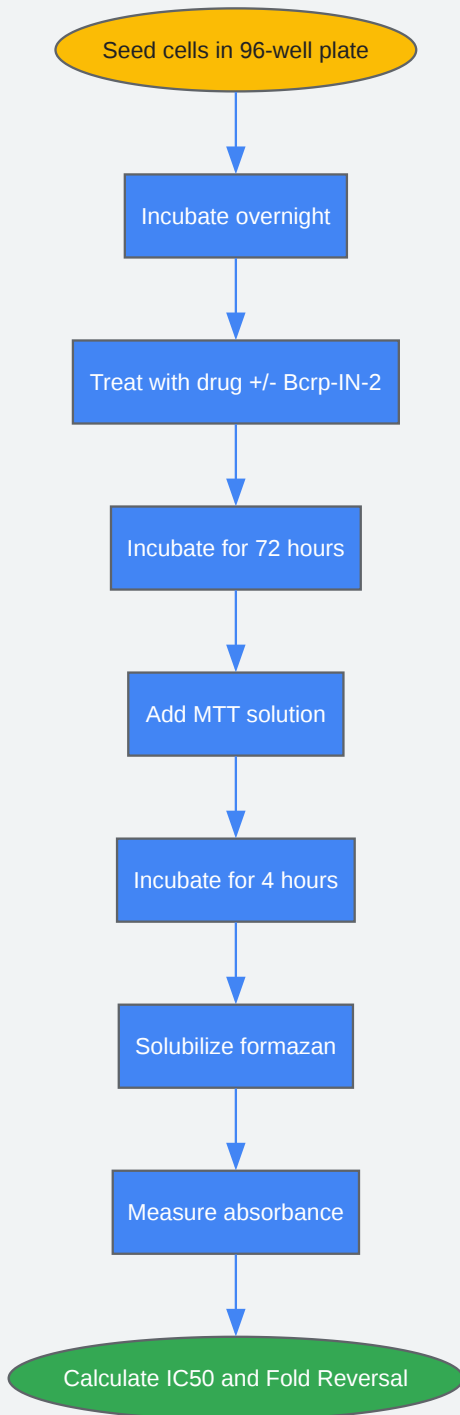 Seed cells in 96-well plate
Incubate overnight
Treat with drug +/- Bcrp-IN-2
Incubate for 72 hours
Add MTT solution
Incubate for 4 hours
Solubilize formazan
Measure absorbance
Calculate IC50 and Fold Reversal